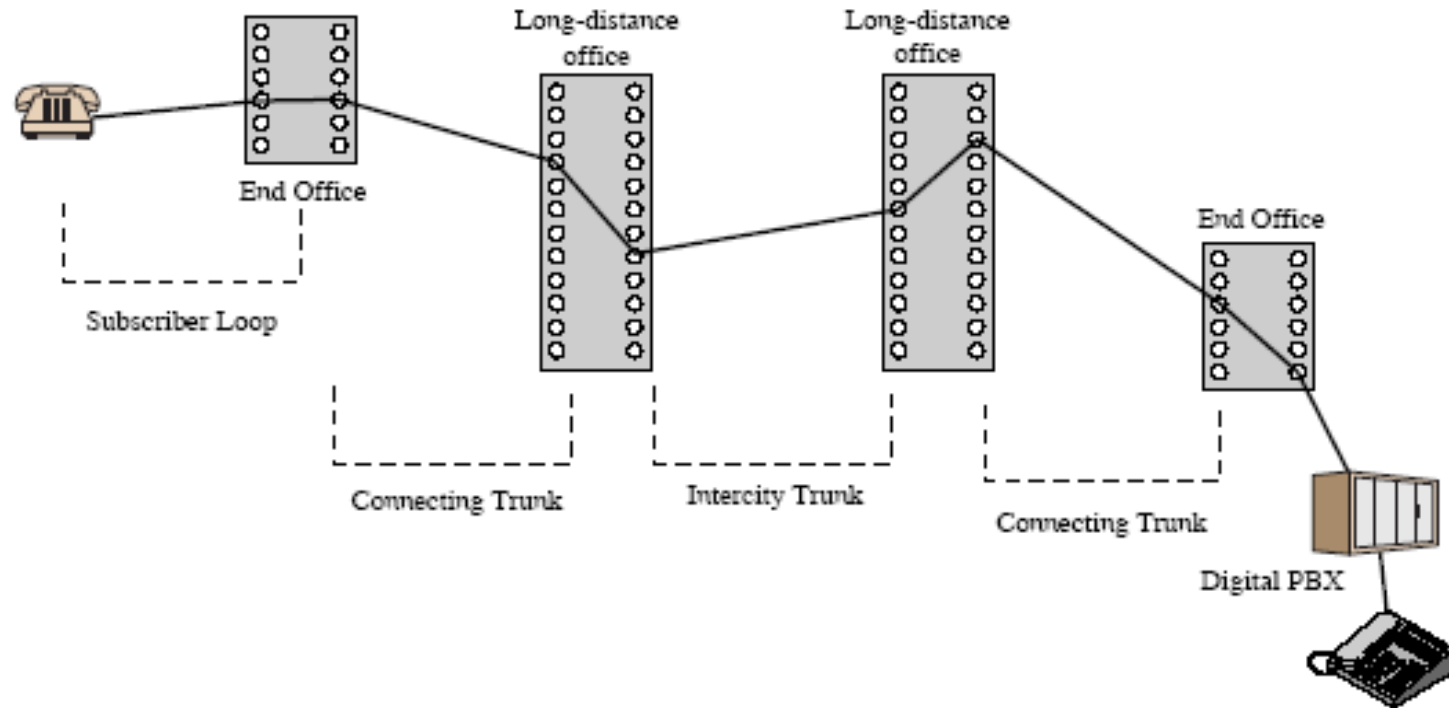 Long-distance
office
Long-distance
office
End Office
End Office
Subscriber Loop
Connecting Trunk
Intercity Trunk
Connecting Trunk
Digital PBX